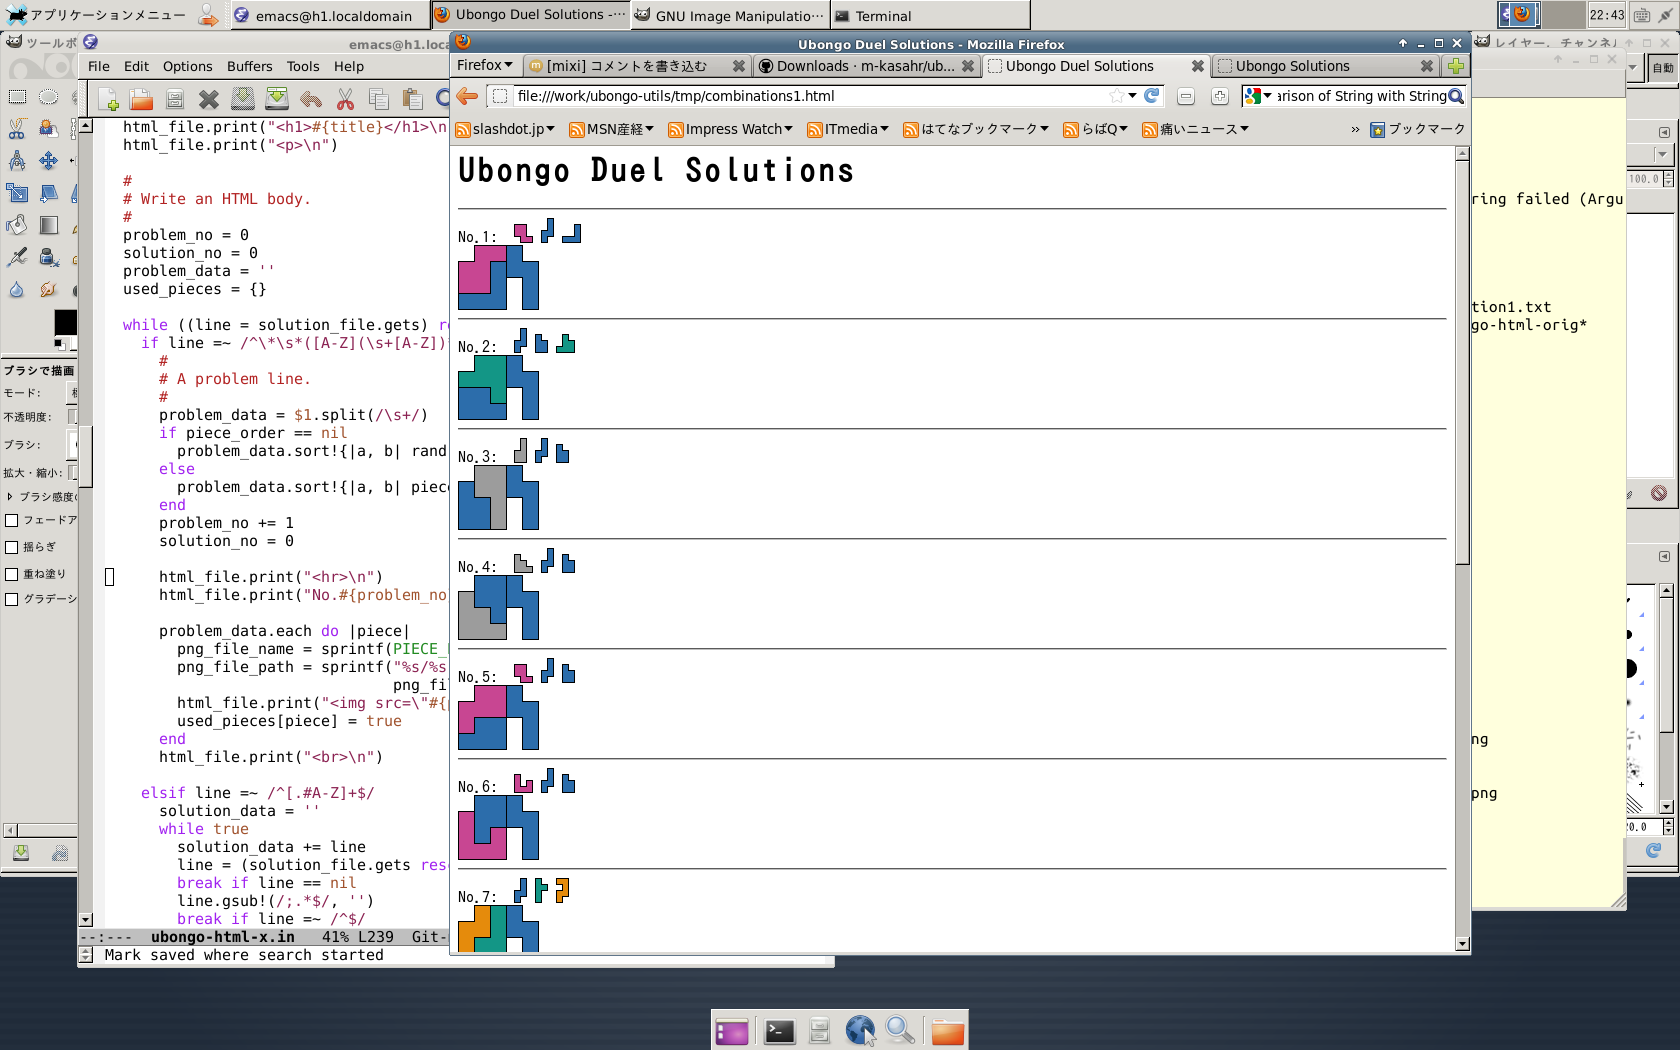 アプリケーションメニュー
emacs@h1.localdomain
Ubongo Duel Solutions -...
GNU Image Manipulatio...
Terminal
22:43
ツールボ
emacs@h1.loca
Ubongo Duel Solutions - Mozilla Firefox
レイヤー, チャンネル
File Edit Options Buffers Tools Help
Firefox
[mixi] コメントを書き込む
Downloads · m-kasahr/ub...
Ubongo Duel Solutions
Ubongo Solutions
自動
file:///work/ubongo-utils/tmp/combinations1.html
arison of String with String
slashdot.jp
MSN産経
Impress Watch
ITmedia
はてなブックマーク
らばQ
痛いニュース
»
ブックマーク
html_file.print("<h1>#{title}</h1>\n
html_file.print("<p>\n")
#
# Write an HTML body.
#
problem_no = 0
solution_no = 0
problem_data = ''
used_pieces = {}
while ((line = solution_file.gets) re
if line =~ /^\*\s*([A-Z](\s+[A-Z])*
#
# A problem line.
#
problem_data = $1.split(/\s+/)
if piece_order == nil
problem_data.sort!{|a, b| rand
else
problem_data.sort!{|a, b| piece
end
problem_no += 1
solution_no = 0
html_file.print("<hr>\n")
html_file.print("No.#{problem_no
problem_data.each do |piece|
png_file_name = sprintf(PIECE_
png_file_path = sprintf("%s/%s
png_fi
html_file.print("<img src=\"#{
used_pieces[piece] = true
end
html_file.print("<br>\n")
elsif line =~ /^[.#A-Z]+$/
solution_data = ''
while true
solution_data += line
line = (solution_file.gets resc
break if line == nil
line.gsub!(/;.*$/, '')
break if line =~ /^$/
--:--- ubongo-html-x.in 41% L239 Git-
Mark saved where search started
Ubongo Duel Solutions
No.1:
No.2:
No.3:
No.4:
No.5:
No.6:
No.7:
ブラシで描画
モード:
不透明度:
ブラシ:
拡大・縮小:
ブラシ感度
フェードア
揺らぎ
重ね塗り
グラデーシ
100.0
ring failed (Argu
tion1.txt
go-html-orig*
ng
png
20.0